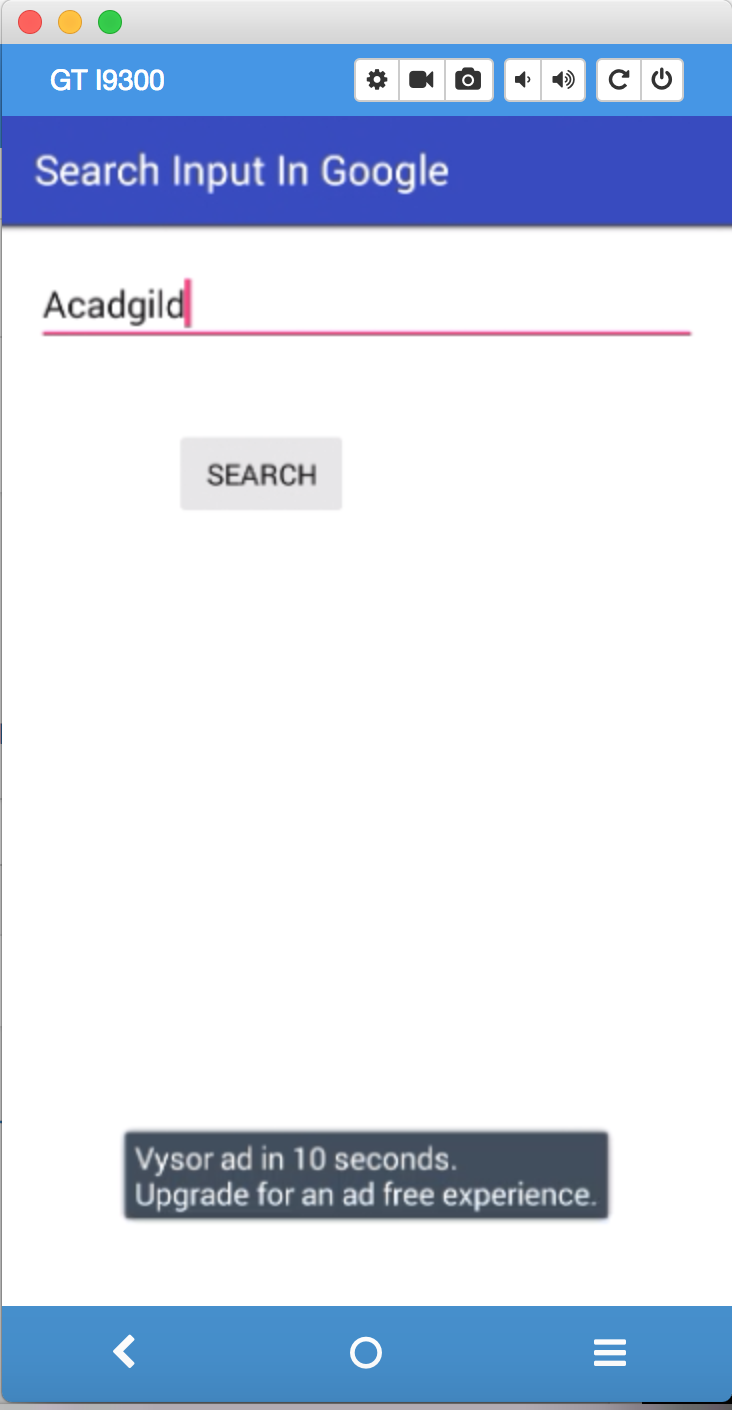 GT I9300
Search Input In Google
Acadgild
SEARCH
Vysor ad in 10 seconds.
Upgrade for an ad free experience.